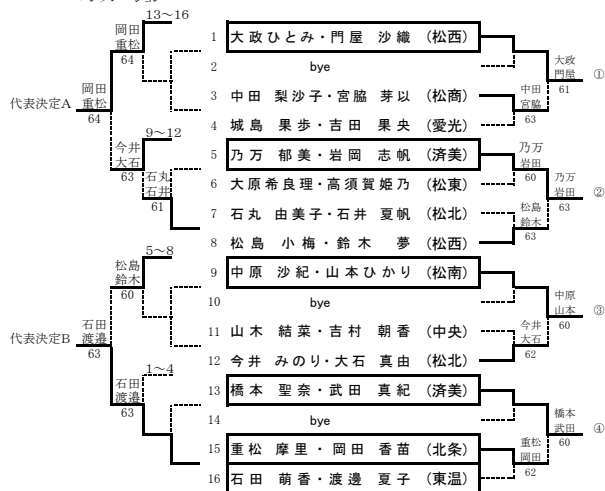 13～16
岡田
重松
64
岡田
重松
64
代表決定A
9～12
今井
大石
63
石丸
石井
61
5～8
松島
鈴木
60
石田
渡邉
63
代表決定B
1～4
石田
渡邉
63
1 大政ひとみ・門屋 沙織 (松西)
2 bye
3 中田 梨沙子・宮脇 芽以 (松商)
4 城島 果歩・吉田 果央 (愛光)
5 乃万 郁美・岩岡 志帆 (済美)
6 大原希良理・高須賀姫乃 (松東)
7 石丸 由美子・石井 夏帆 (松北)
8 松島 小梅・鈴木 夢 (松西)
9 中原 沙紀・山本ひかり (松南)
10 bye
11 山木 結菜・吉村 朝香 (中央)
12 今井 みのり・大石 真由 (松北)
13 橋本 聖奈・武田 真紀 (済美)
14 bye
15 重松 摩里・岡田 香苗 (北条)
16 石田 萌香・渡邊 夏子 (東温)
大政
門屋
61
①
中田
宮脇
63
乃万
岩田
60
乃万
岩田
63
②
松島
鈴木
63
中原
山本
60
③
今井
大石
62
橋本
武田
60
④
重松
岡田
62